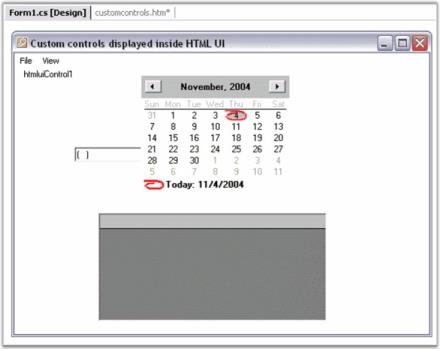 Form1.cs [Design] customcontrols.htm*
Custom controls displayed inside HTML UI
File View
htmluiControl1
November, 2004
Sun Mon Tue Wed Thu Fri Sat
31 1 2 3 4 5 6
7 8 9 10 11 12 13
14 15 16 17 18 19 20
21 22 23 24 25 26 27
( )
28 29 30 1 2 3 4
5 6 7 8 9 10 11
Today: 11/4/2004